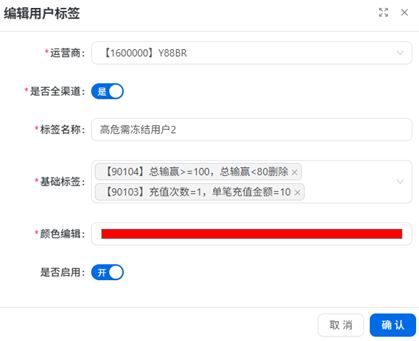 编辑用户标签
*运营商： 【1600000】Y88BR
*是否全渠道： 是
*标签名称： 高危需冻结用户2
【90104】总输赢>=100，总输赢<80删除 ×
*基础标签：
【90103】充值次数=1，单笔充值金额=10 ×
*颜色编辑：
是否启用： 开
取 消 确 认